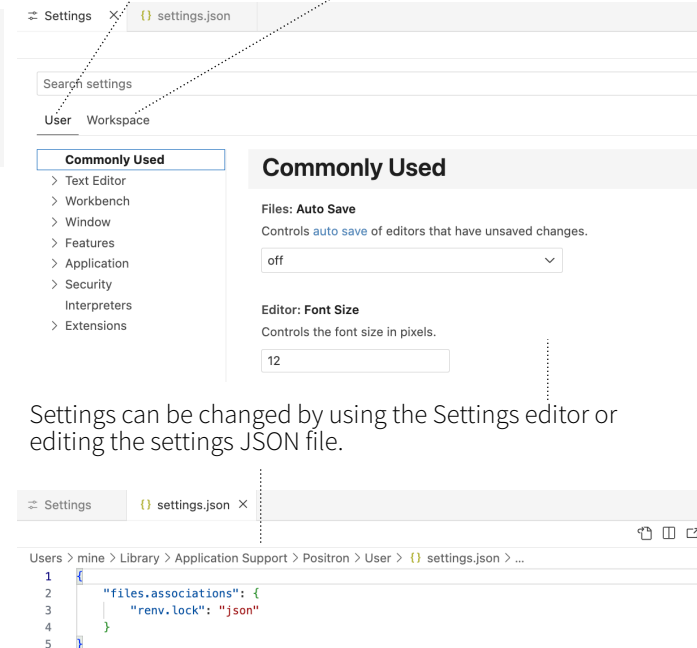 Settings {} settings.json
Search settings
User Workspace
Commonly Used
Text Editor
Workbench
Window
Features
Application
Security
Interpreters
Extensions
Commonly Used
Files: Auto Save
Controls auto save of editors that have unsaved changes.
off
Editor: Font Size
Controls the font size in pixels.
12
Settings can be changed by using the Settings editor or
editing the settings JSON file.
Settings {} settings.json
Users > mine > Library > Application Support > Positron > User > {} settings.json > ...
1 {
2 "files.associations": {
3 "renv.lock": "json"
4 }
5 }